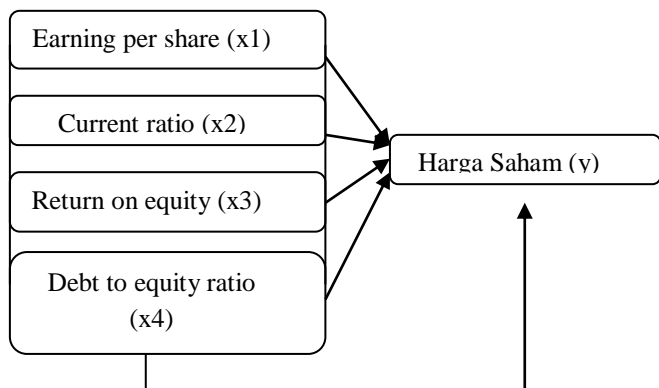 Earning per share (x1)
Current ratio (x2)
Return on equity (x3)
Debt to equity ratio
(x4)
Harga Saham (y)